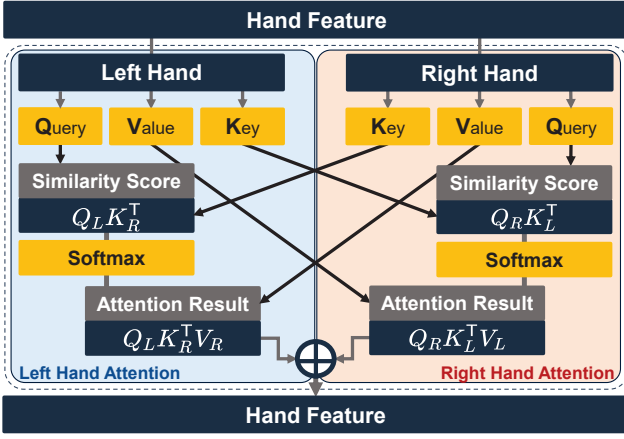 Hand Feature
Left Hand
Right Hand
Query
Value
Key
Key
Value
Query
Similarity Score
Q_L K_R^⊤
Softmax
Attention Result
Q_L K_R^⊤ V_R
Similarity Score
Q_R K_L^⊤
Softmax
Attention Result
Q_R K_L^⊤ V_L
Left Hand Attention
Right Hand Attention
Hand Feature